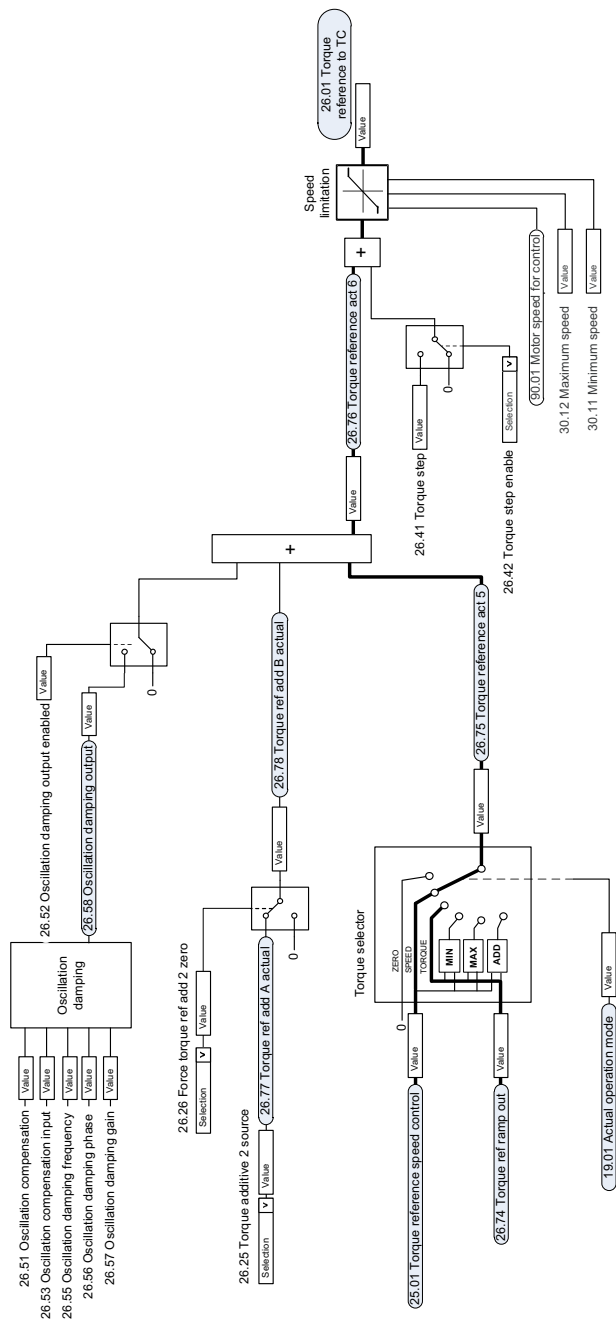 26.51 Oscillation compensation
Value
26.53 Oscillation compensation input
Value
26.55 Oscillation damping frequency
Value
26.56 Oscillation damping phase
Value
26.57 Oscillation damping gain
Value
Oscillation
damping
26.52 Oscillation damping output enabled
Value
26.58 Oscillation damping output
Value
0
26.26 Force torque ref add 2 zero
Selection
v
Value
26.25 Torque additive 2 source
Selection
v
Value
26.77 Torque ref add A actual
0
Value
26.78 Torque ref add B actual
25.01 Torque reference speed control
Value
26.74 Torque ref ramp out
Value
19.01 Actual operation mode
Value
Torque selector
0
ZERO
SPEED
TORQUE
MIN
MAX
ADD
Value
26.75 Torque reference act 5
+
Value
26.76 Torque reference act 6
26.41 Torque step
Value
0
26.42 Torque step enable
Selection
v
+
Speed
limitation
90.01 Motor speed for control
30.12 Maximum speed
Value
30.11 Minimum speed
Value
Value
26.01 Torque
reference to TC